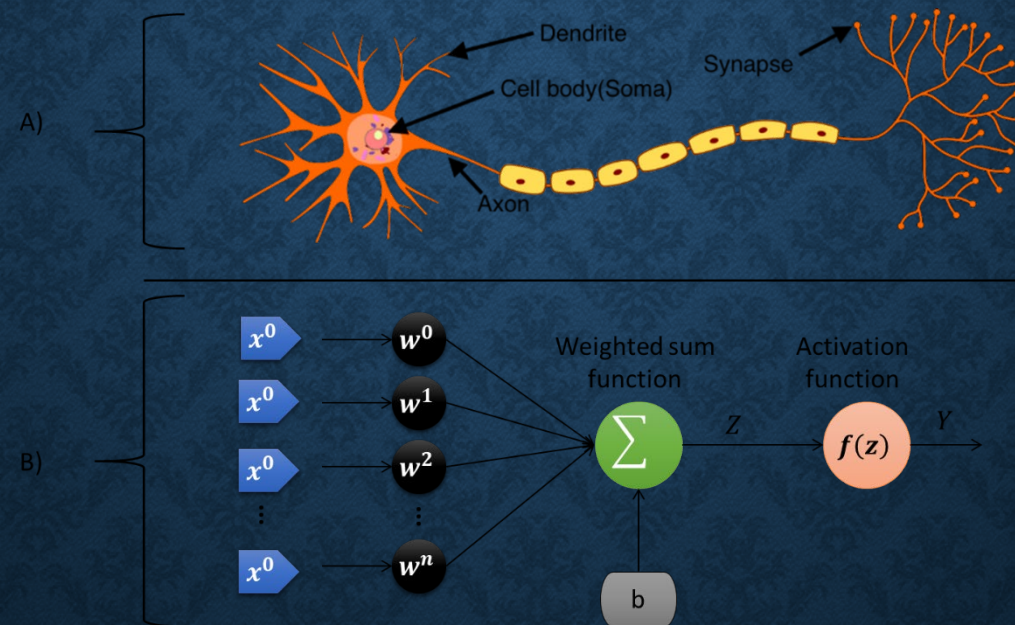 A)
Dendrite
Cell body(Soma)
Synapse
Axon
B)
x⁰
w⁰
x⁰
w¹
x⁰
w²
⋮
⋮
x⁰
wⁿ
Weighted sum
function
∑
b
Z
Activation
function
f(z)
Y